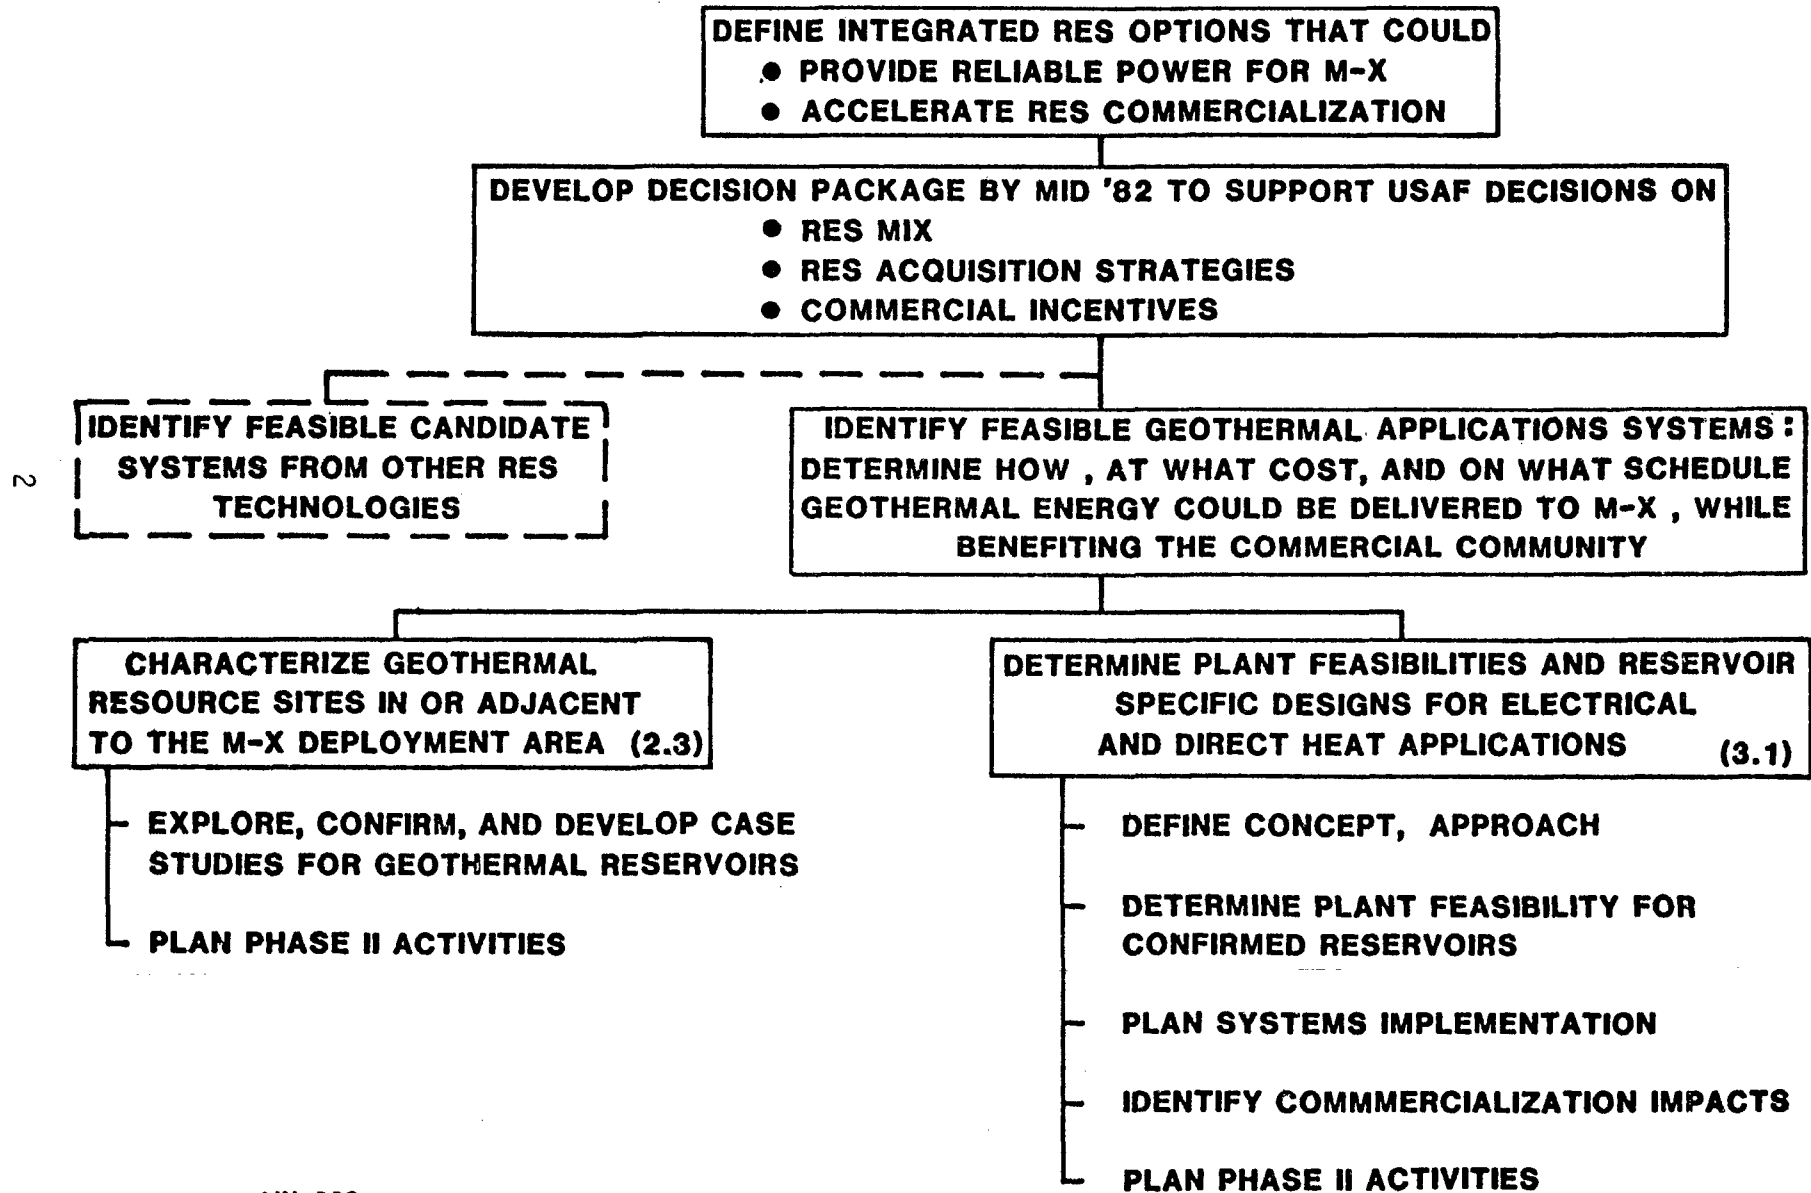 DEFINE INTEGRATED RES OPTIONS THAT COULD
● PROVIDE RELIABLE POWER FOR M-X
● ACCELERATE RES COMMERCIALIZATION
DEVELOP DECISION PACKAGE BY MID '82 TO SUPPORT USAF DECISIONS ON
● RES MIX
● RES ACQUISITION STRATEGIES
● COMMERCIAL INCENTIVES
IDENTIFY FEASIBLE CANDIDATE
SYSTEMS FROM OTHER RES
TECHNOLOGIES
IDENTIFY FEASIBLE GEOTHERMAL APPLICATIONS SYSTEMS:
DETERMINE HOW , AT WHAT COST, AND ON WHAT SCHEDULE
GEOTHERMAL ENERGY COULD BE DELIVERED TO M-X , WHILE
BENEFITING THE COMMERCIAL COMMUNITY
2
CHARACTERIZE GEOTHERMAL
RESOURCE SITES IN OR ADJACENT
TO THE M-X DEPLOYMENT AREA (2.3)
EXPLORE, CONFIRM, AND DEVELOP CASE
STUDIES FOR GEOTHERMAL RESERVOIRS
PLAN PHASE II ACTIVITIES
DETERMINE PLANT FEASIBILITIES AND RESERVOIR
SPECIFIC DESIGNS FOR ELECTRICAL
AND DIRECT HEAT APPLICATIONS (3.1)
DEFINE CONCEPT, APPROACH
DETERMINE PLANT FEASIBILITY FOR
CONFIRMED RESERVOIRS
PLAN SYSTEMS IMPLEMENTATION
IDENTIFY COMMMERCIALIZATION IMPACTS
PLAN PHASE II ACTIVITIES